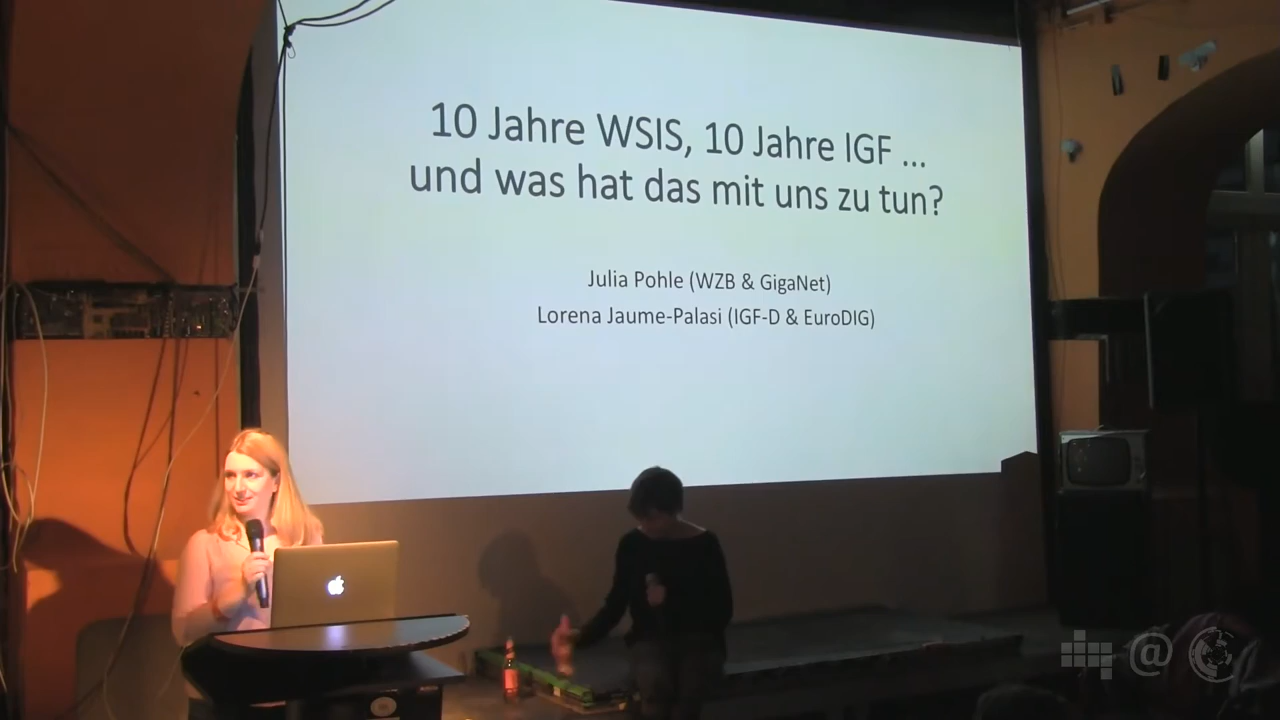 10 Jahre WSIS, 10 Jahre IGF ...
und was hat das mit uns zu tun?
Julia Pohle (WZB & GigaNet)
Lorena Jaume-Palasi (IGF-D & EuroDIG)
@